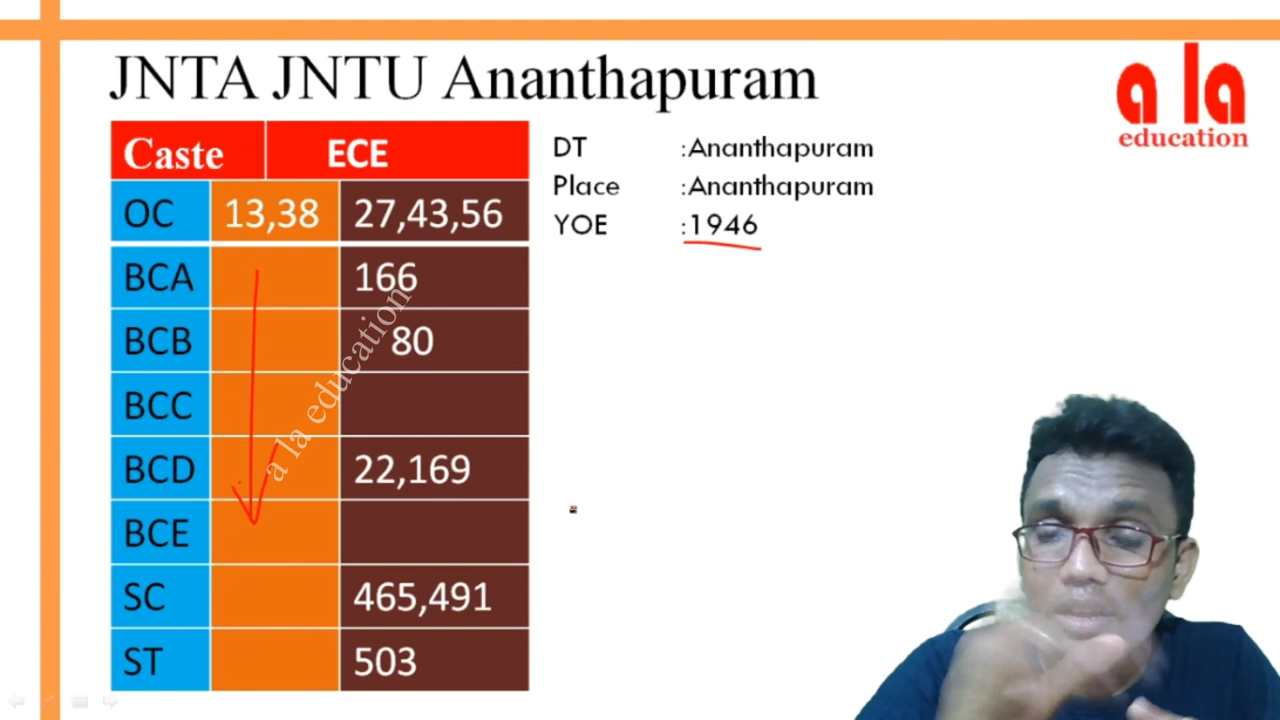 JNTA JNTU Ananthapuram
a la
education
Caste ECE
OC 13,38 27,43,56
BCA 166
BCB 80
BCC
BCD 22,169
BCE
SC 465,491
ST 503
DT :Ananthapuram
Place :Ananthapuram
YOE :1946
a la education